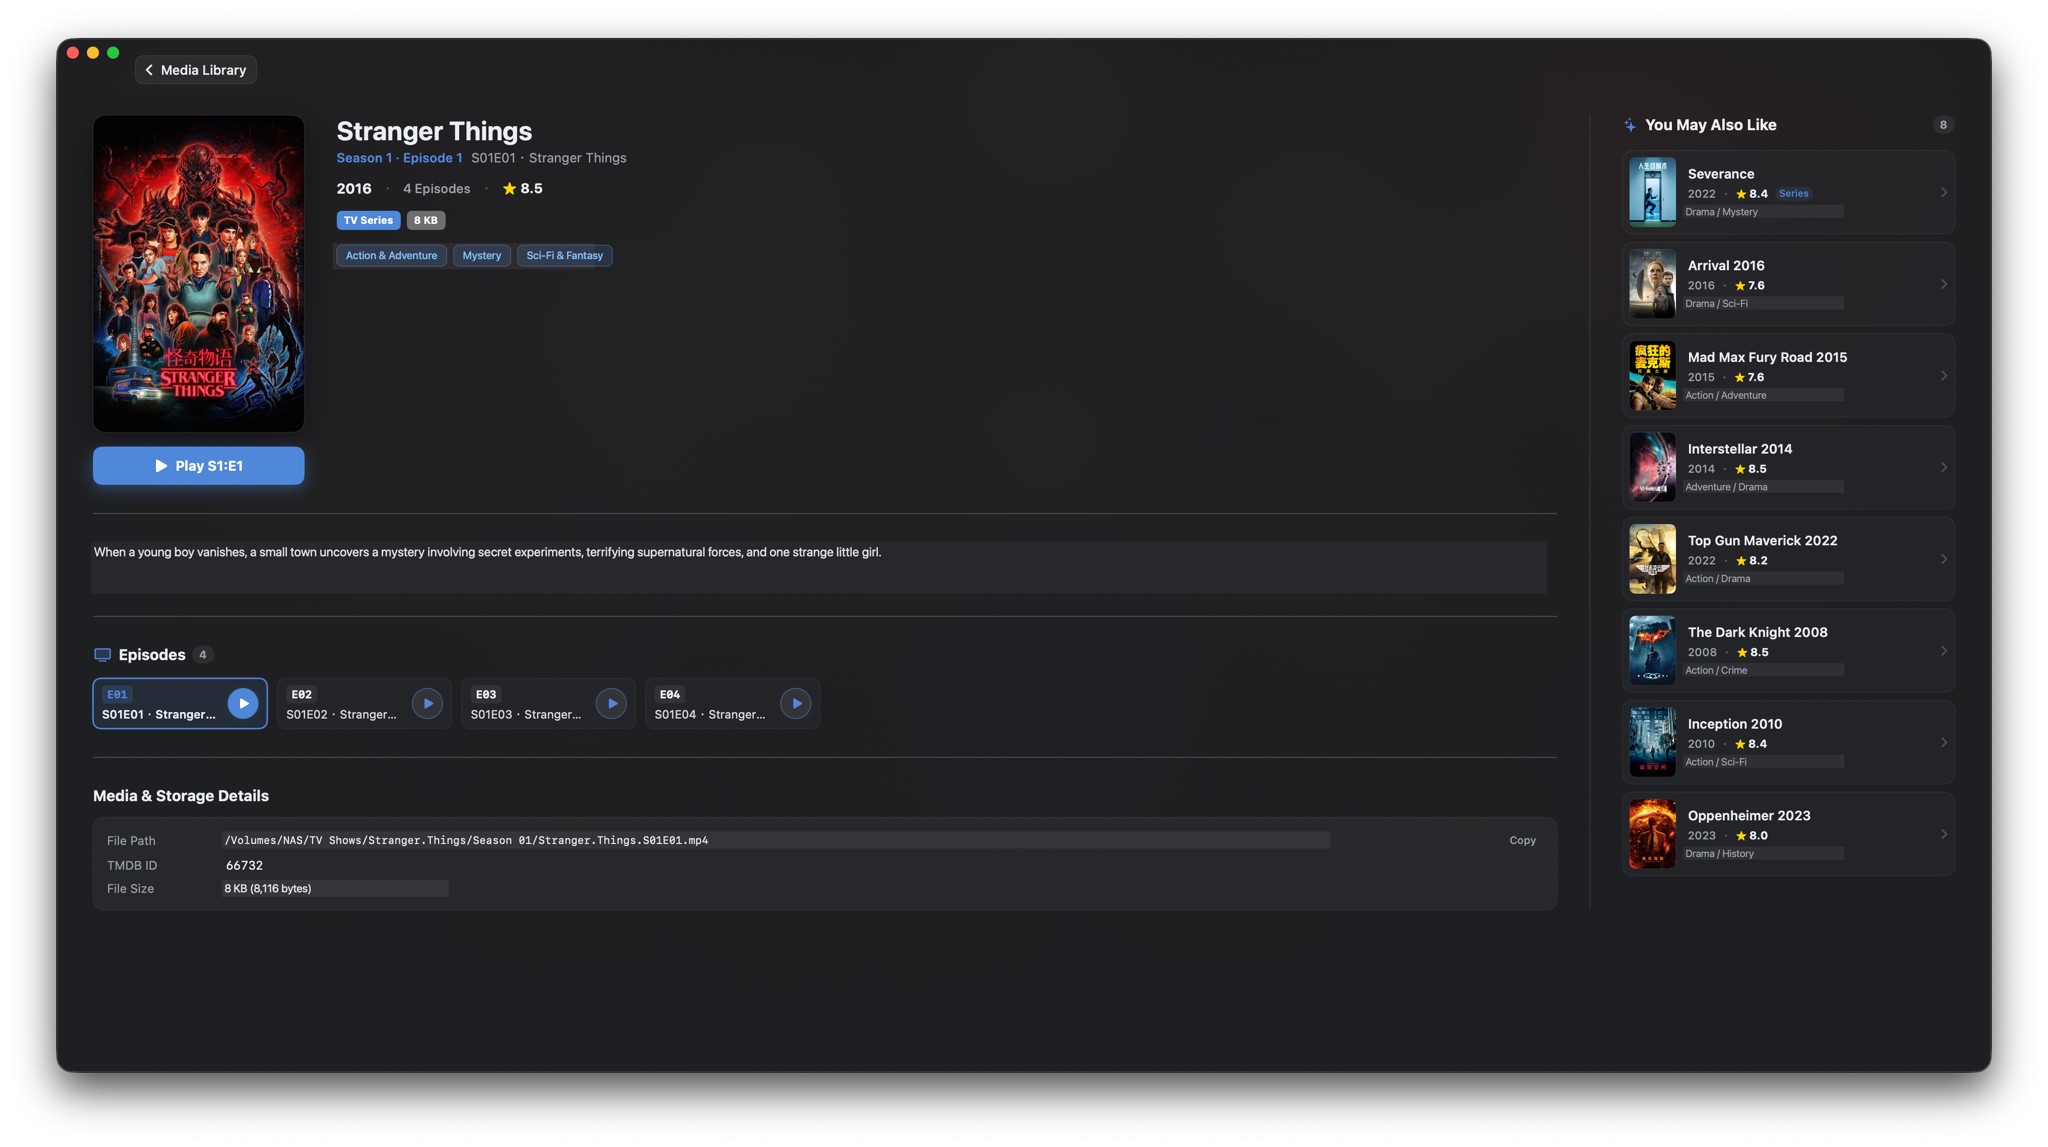 Media Library
怪奇物语
STRANGER
THINGS
Play S1:E1
Stranger Things
Season 1 · Episode 1 S01E01 · Stranger Things
2016 · 4 Episodes · 8.5
TV Series 8 KB
Action & Adventure Mystery Sci-Fi & Fantasy
When a young boy vanishes, a small town uncovers a mystery involving secret experiments, terrifying supernatural forces, and one strange little girl.
Episodes 4
E01
S01E01 · Stranger...
E02
S01E02 · Stranger...
E03
S01E03 · Stranger...
E04
S01E04 · Stranger...
Media & Storage Details
File Path /Volumes/NAS/TV Shows/Stranger.Things/Season 01/Stranger.Things.S01E01.mp4 Copy
TMDB ID 66732
File Size 8 KB (8,116 bytes)
You May Also Like 8
Severance
2022 · 8.4 Series
Drama / Mystery
Arrival 2016
2016 · 7.6
Drama / Sci-Fi
疯狂的
麦克斯
Mad Max Fury Road 2015
2015 · 7.6
Action / Adventure
Interstellar 2014
2014 · 8.5
Adventure / Drama
Top Gun Maverick 2022
2022 · 8.2
Action / Drama
The Dark Knight 2008
2008 · 8.5
Action / Crime
Inception 2010
2010 · 8.4
Action / Sci-Fi
Oppenheimer 2023
2023 · 8.0
Drama / History